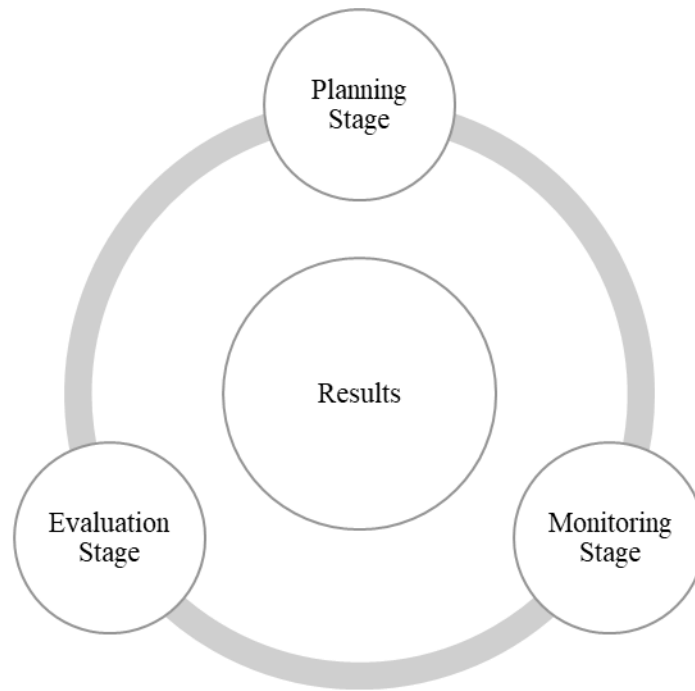 Planning
Stage
Results
Evaluation
Stage
Monitoring
Stage